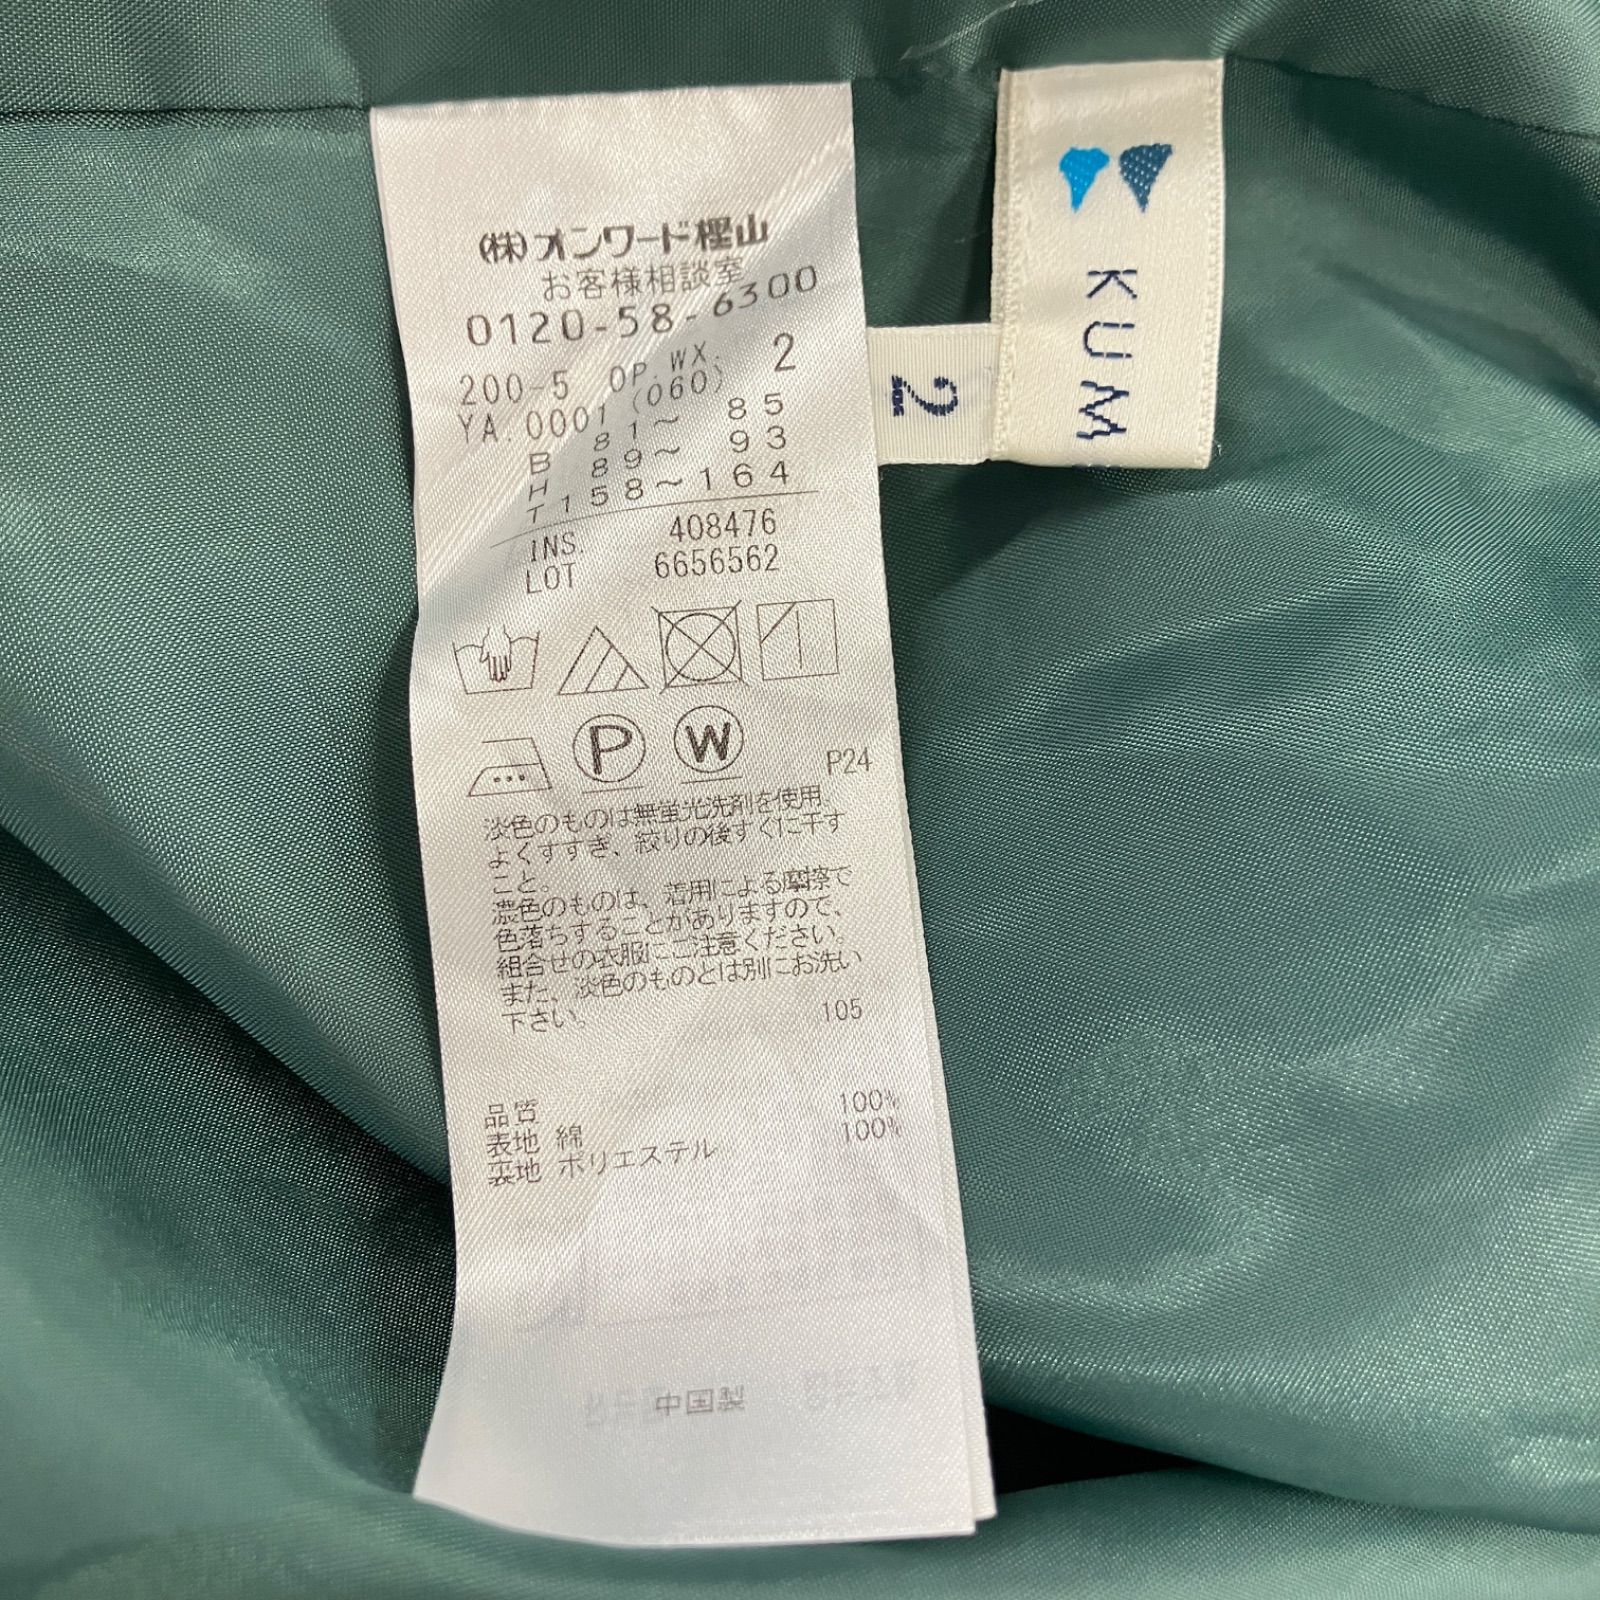 (株)オンワード樫山
お客様相談室
0120-58-6300
200-5 OP.WX. 2
YA.0001(060)
B 81～ 85
H 89～ 93
T158～164
INS. 408476
LOT 6656562
P
W
P24
淡色のものは無蛍光洗剤を使用。
よくすすぎ、絞りの後すぐに干す
こと。
濃色のものは、着用による摩擦で
色落ちすることがありますので、
組合せの衣服にご注意ください。
また、淡色のものとは別にお洗い
下さい。
105
品質
表地 綿 100%
裏地 ポリエステル 100%
中国製
2
KUM